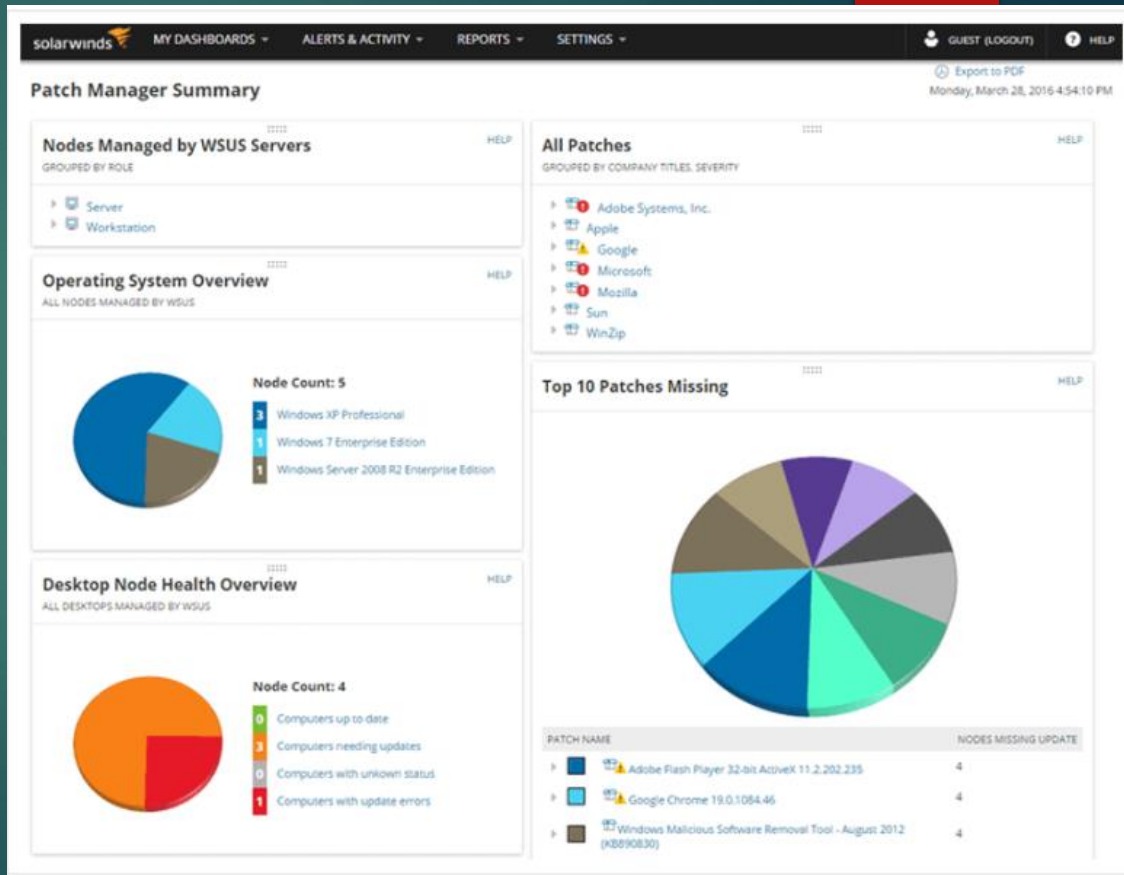 solarwinds MY DASHBOARDS ALERTS & ACTIVITY REPORTS SETTINGS GUEST (LOGOUT) ? HELP
Export to PDF
Patch Manager Summary
Monday, March 28, 2016 4:54:10 PM
Nodes Managed by WSUS Servers HELP
GROUPED BY ROLE
Server
Workstation
Operating System Overview HELP
ALL NODES MANAGED BY WSUS
Node Count: 5
3 Windows XP Professional
1 Windows 7 Enterprise Edition
1 Windows Server 2008 R2 Enterprise Edition
Desktop Node Health Overview HELP
ALL DESKTOPS MANAGED BY WSUS
Node Count: 4
0 Computers up to date
3 Computers needing updates
0 Computers with unkown status
1 Computers with update errors
All Patches HELP
GROUPED BY COMPANY TITLES, SEVERITY
Adobe Systems, Inc.
Apple
Google
Microsoft
Mozilla
Sun
WinZip
Top 10 Patches Missing HELP
PATCH NAME NODES MISSING UPDATE
Adobe Flash Player 32-bit ActiveX 11.2.202.235 4
Google Chrome 19.0.1084.46 4
Windows Malicious Software Removal Tool - August 2012 4
(KB890830)